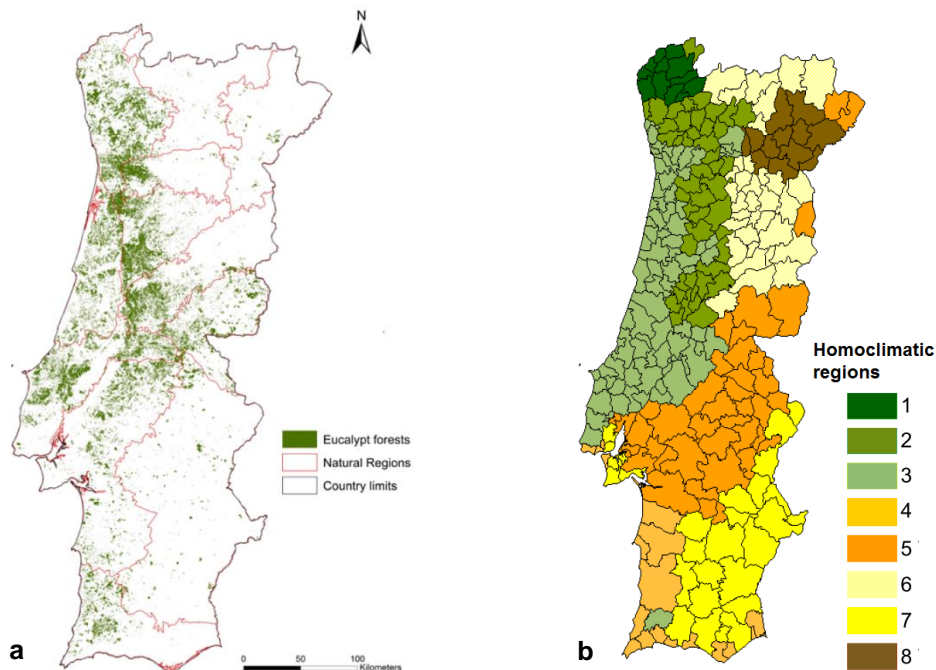 N
Eucalypt forests
Natural Regions
Country limits
a
0 50 100
Kilometers
Homoclimatic
regions
1
2
3
4
5
6
7
8
b